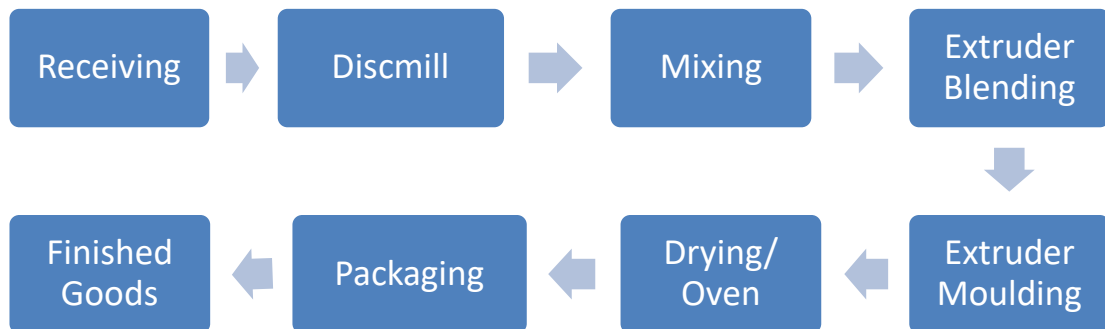 Receiving
Discmill
Mixing
Extruder
Blending
Extruder
Moulding
Drying/
Oven
Packaging
Finished
Goods